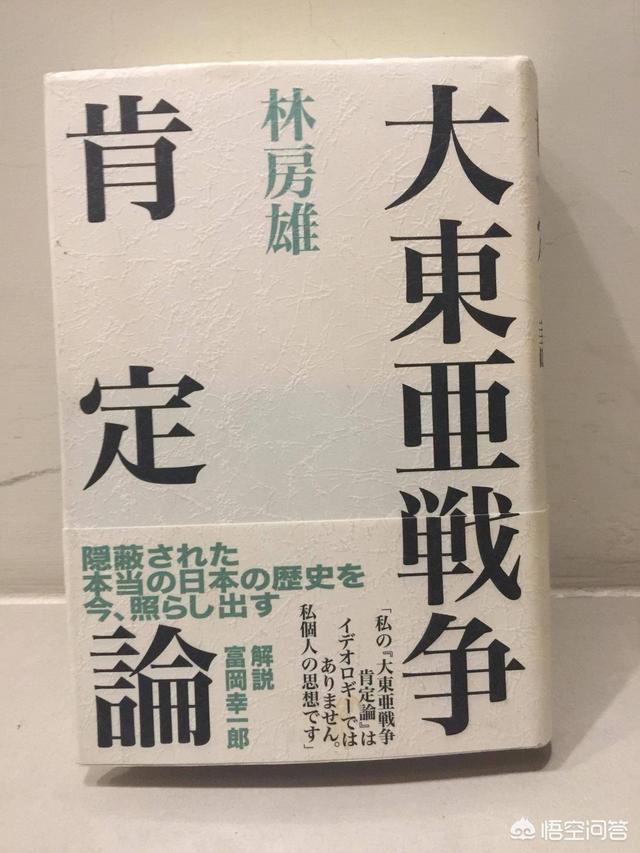 大東亜戦争
肯定論
林房雄
隠蔽された
本当の日本の歴史を
今、照らし出す
「私の『大東亜戦争
肯定論』は
イデオロギーでは
ありません。
私個人の思想です」
解説
富岡幸一郎
悟空问答